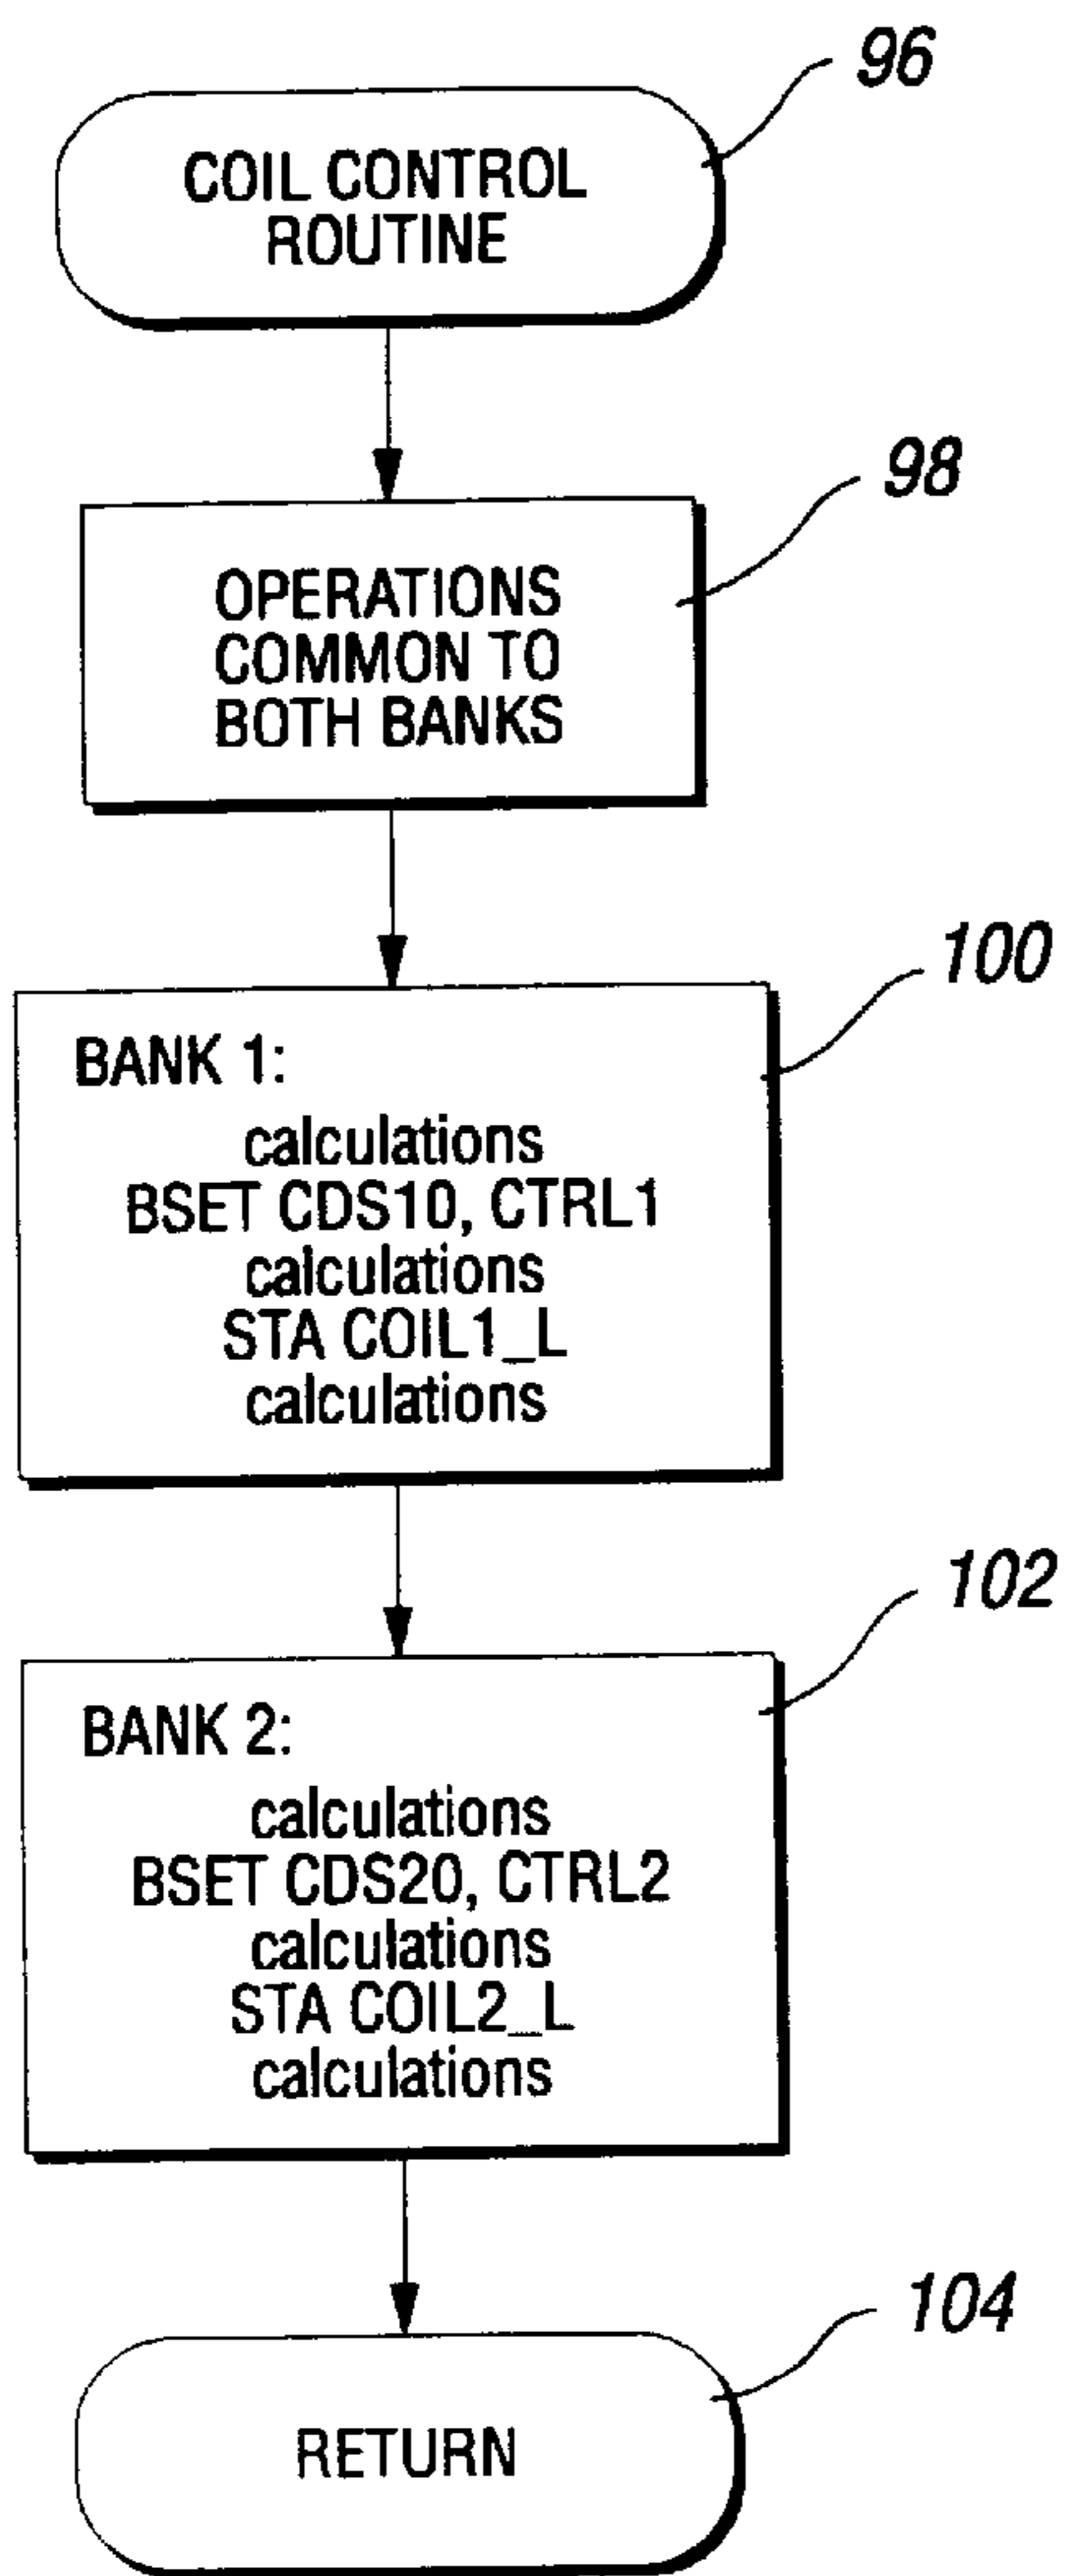 96
COIL CONTROL
ROUTINE
98
OPERATIONS
COMMON TO
BOTH BANKS
100
BANK 1:
calculations
BSET CDS10, CTRL1
calculations
STA COIL1_L
calculations
102
BANK 2:
calculations
BSET CDS20, CTRL2
calculations
STA COIL2_L
calculations
104
RETURN